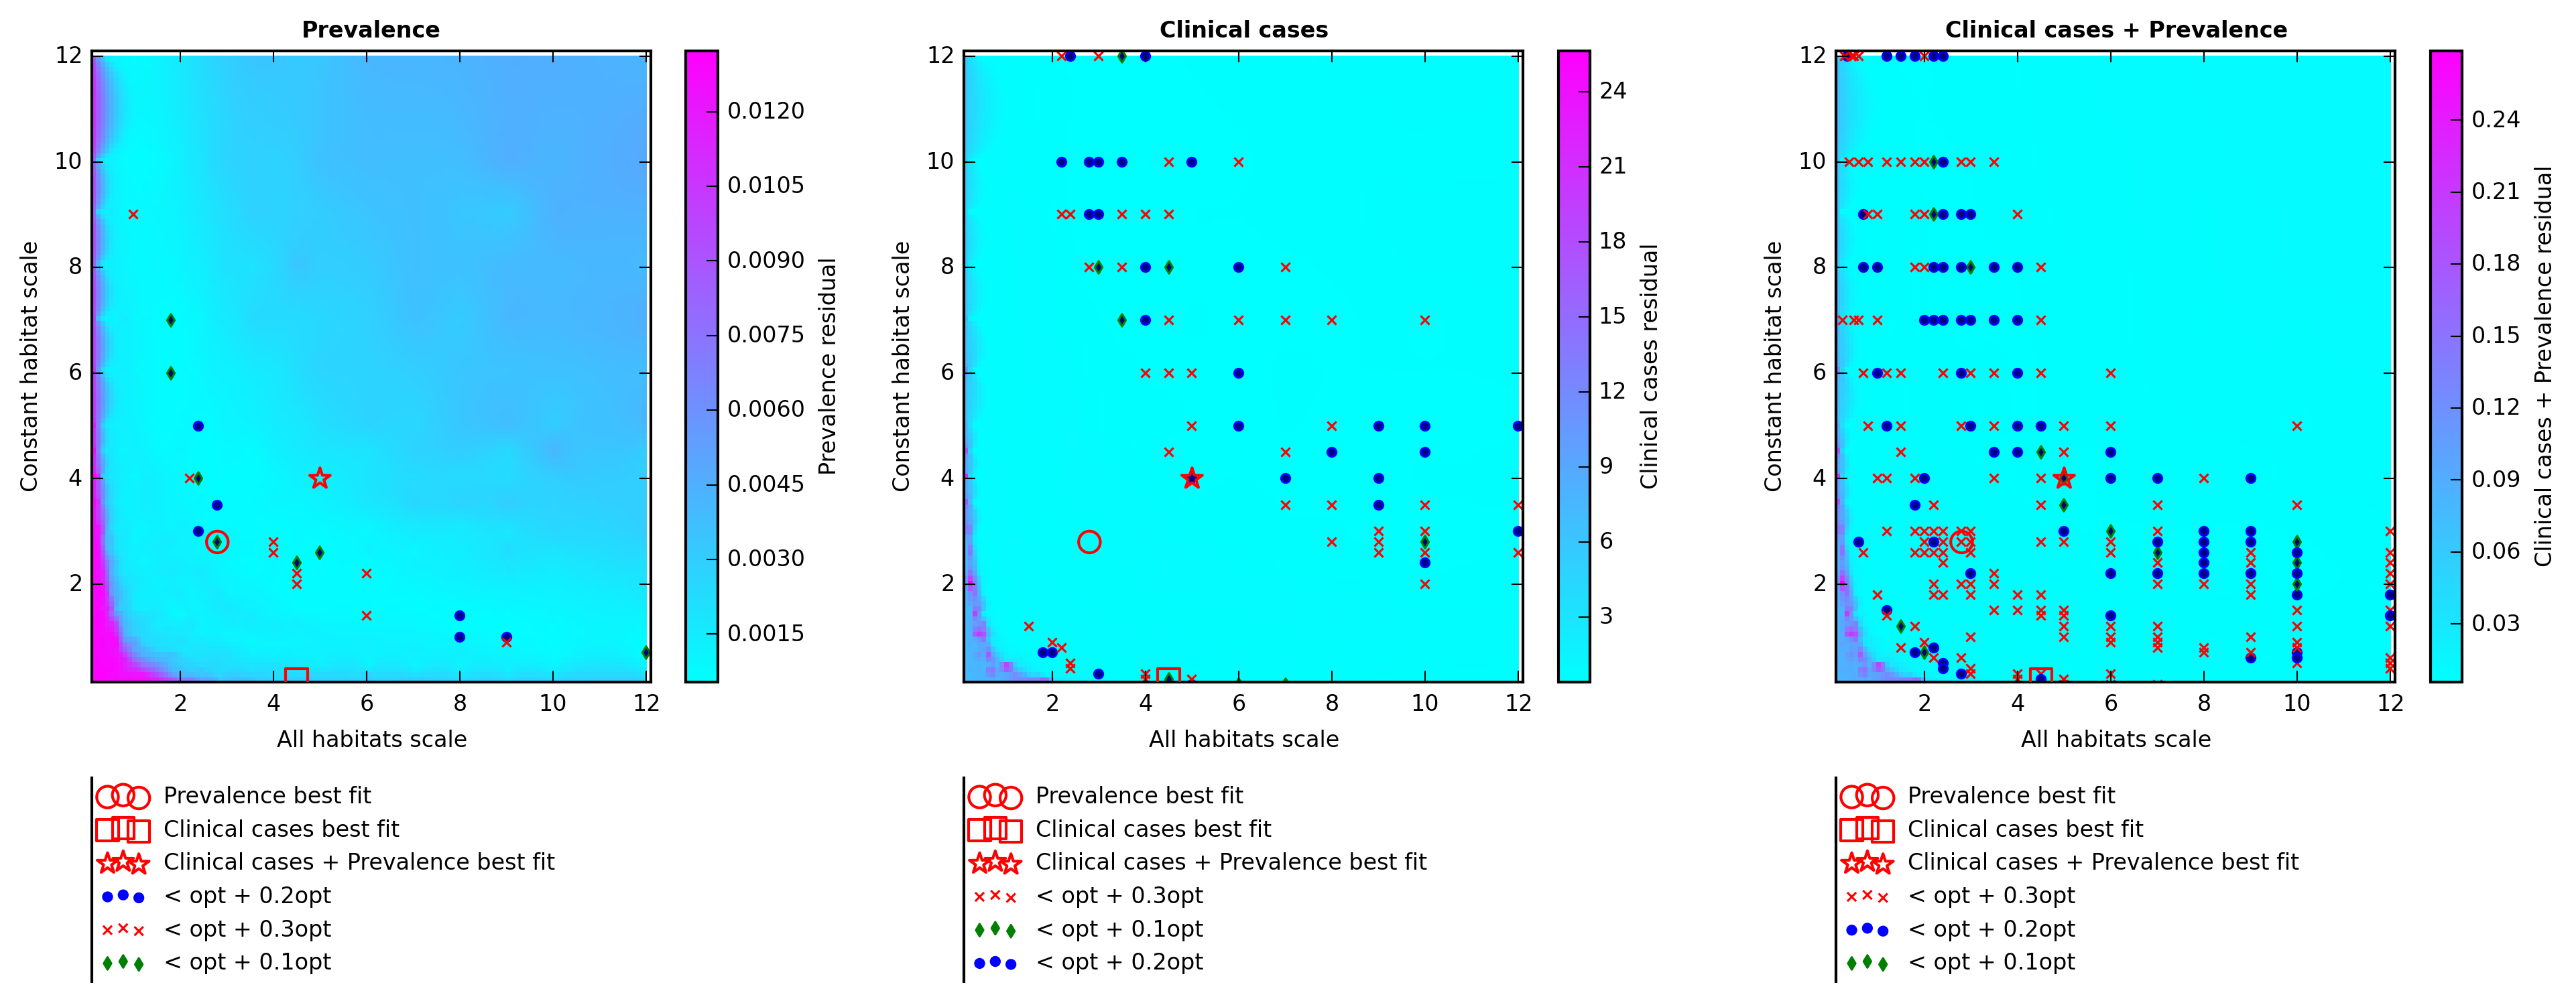 Prevalence
12
10
8
6
4
2
Constant habitat scale
2 4 6 8 10 12
All habitats scale
0.0120
0.0105
0.0090
0.0075
0.0060
0.0045
0.0030
0.0015
Prevalence residual
Prevalence best fit
Clinical cases best fit
Clinical cases + Prevalence best fit
< opt + 0.2opt
< opt + 0.3opt
< opt + 0.1opt
Clinical cases
12
10
8
6
4
2
Constant habitat scale
2 4 6 8 10 12
All habitats scale
24
21
18
15
12
9
6
3
Clinical cases residual
Prevalence best fit
Clinical cases best fit
Clinical cases + Prevalence best fit
< opt + 0.3opt
< opt + 0.1opt
< opt + 0.2opt
Clinical cases + Prevalence
12
10
8
6
4
2
Constant habitat scale
2 4 6 8 10 12
All habitats scale
0.24
0.21
0.18
0.15
0.12
0.09
0.06
0.03
Clinical cases + Prevalence residual
Prevalence best fit
Clinical cases best fit
Clinical cases + Prevalence best fit
< opt + 0.3opt
< opt + 0.2opt
< opt + 0.1opt